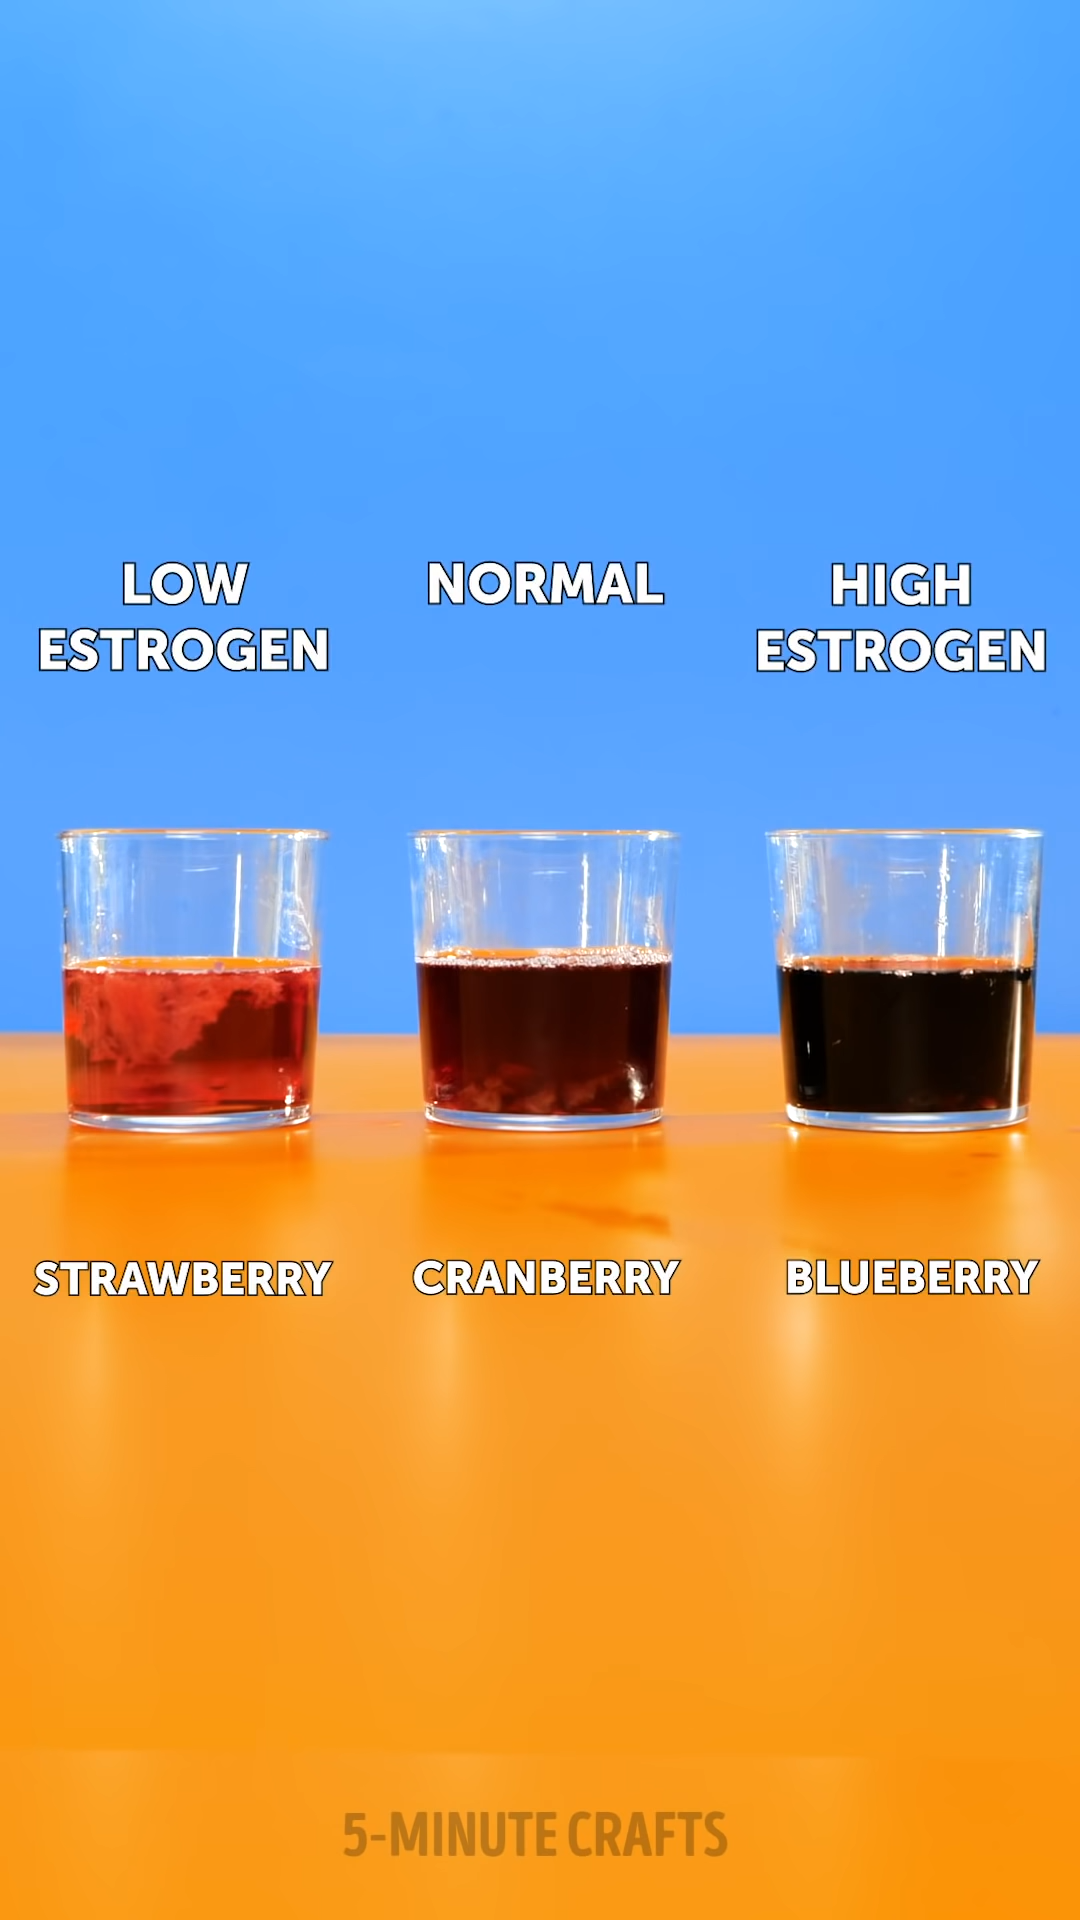 LOW
ESTROGEN
NORMAL
HIGH
ESTROGEN
STRAWBERRY
CRANBERRY
BLUEBERRY
5-MINUTE CRAFTS